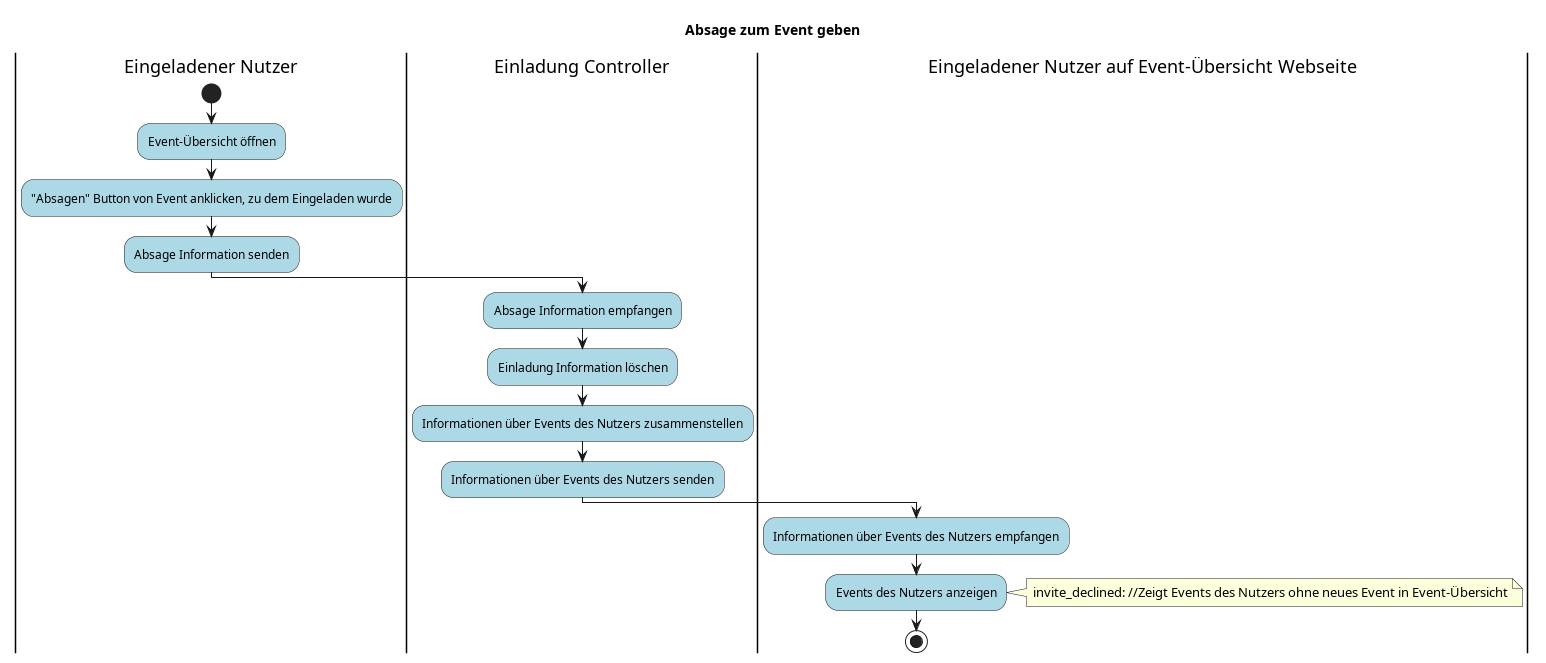 Absage zum Event geben
Eingeladener Nutzer
Einladung Controller
Eingeladener Nutzer auf Event-Übersicht Webseite
Event-Übersicht öffnen
"Absagen" Button von Event anklicken, zu dem Eingeladen wurde
Absage Information senden
Absage Information empfangen
Einladung Information löschen
Informationen über Events des Nutzers zusammenstellen
Informationen über Events des Nutzers senden
Informationen über Events des Nutzers empfangen
Events des Nutzers anzeigen
invite_declined: //Zeigt Events des Nutzers ohne neues Event in Event-Übersicht